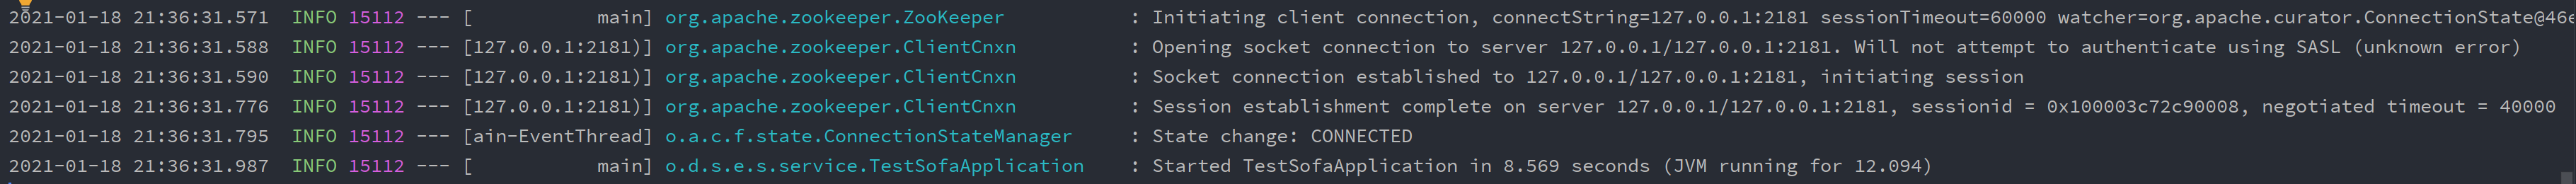 2021-01-18 21:36:31.571  INFO 15112 --- [           main] org.apache.zookeeper.ZooKeeper           : Initiating client connection, connectString=127.0.0.1:2181 sessionTimeout=60000 watcher=org.apache.curator.ConnectionState@46
2021-01-18 21:36:31.588  INFO 15112 --- [127.0.0.1:2181)] org.apache.zookeeper.ClientCnxn          : Opening socket connection to server 127.0.0.1/127.0.0.1:2181. Will not attempt to authenticate using SASL (unknown error)
2021-01-18 21:36:31.590  INFO 15112 --- [127.0.0.1:2181)] org.apache.zookeeper.ClientCnxn          : Socket connection established to 127.0.0.1/127.0.0.1:2181, initiating session
2021-01-18 21:36:31.776  INFO 15112 --- [127.0.0.1:2181)] org.apache.zookeeper.ClientCnxn          : Session establishment complete on server 127.0.0.1/127.0.0.1:2181, sessionid = 0x100003c72c90008, negotiated timeout = 40000
2021-01-18 21:36:31.795  INFO 15112 --- [ain-EventThread] o.a.c.f.state.ConnectionStateManager     : State change: CONNECTED
2021-01-18 21:36:31.987  INFO 15112 --- [           main] o.d.s.e.s.service.TestSofaApplication    : Started TestSofaApplication in 8.569 seconds (JVM running for 12.094)